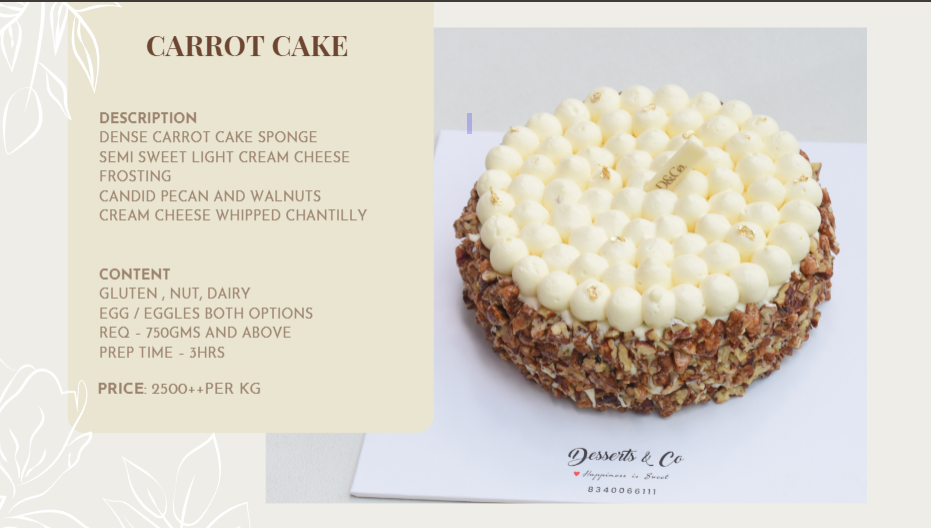 CARROT CAKE
DESCRIPTION
DENSE CARROT CAKE SPONGE
SEMI SWEET LIGHT CREAM CHEESE
FROSTING
CANDID PECAN AND WALNUTS
CREAM CHEESE WHIPPED CHANTILLY
CONTENT
GLUTEN , NUT, DAIRY
EGG / EGGLES BOTH OPTIONS
REQ - 750GMS AND ABOVE
PREP TIME - 3HRS
PRICE: 2500++PER KG
D&Co.
Desserts & Co
Happiness is Sweet
8340066111